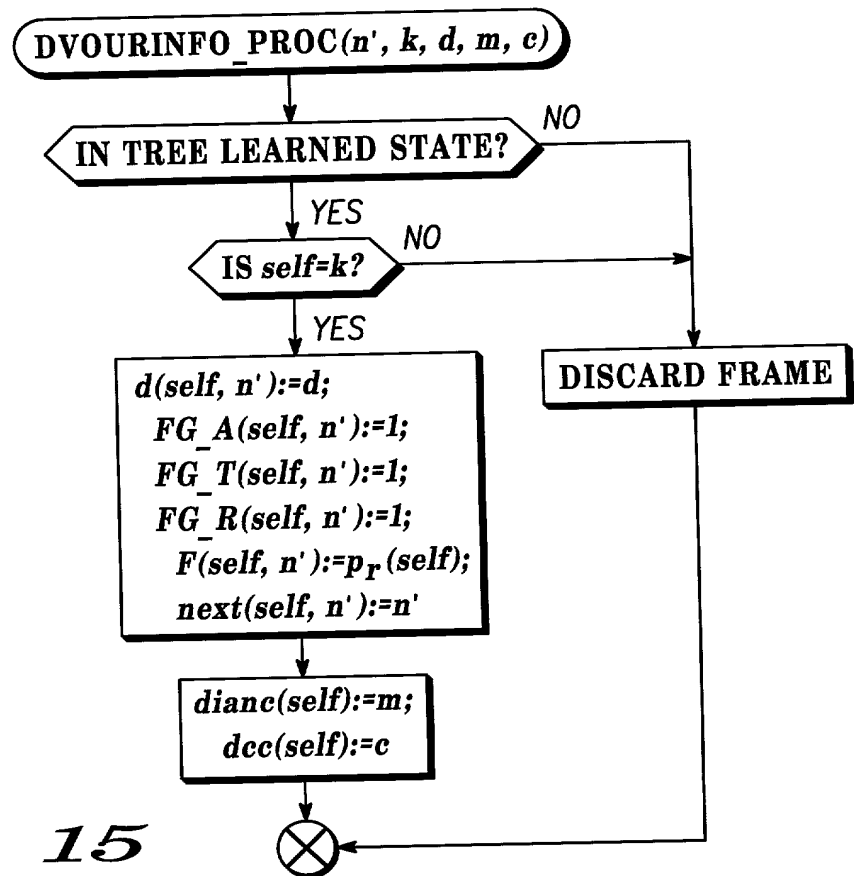 DVOURINFO_PROC(n', k, d, m, c)
IN TREE LEARNED STATE?
NO
YES
IS self=k?
NO
YES
d(self, n'):=d;
FG_A(self, n'):=1;
FG_T(self, n'):=1;
FG_R(self, n'):=1;
F(self, n'):=pr(self);
next(self, n'):=n'
DISCARD FRAME
dianc(self):=m;
dcc(self):=c
15